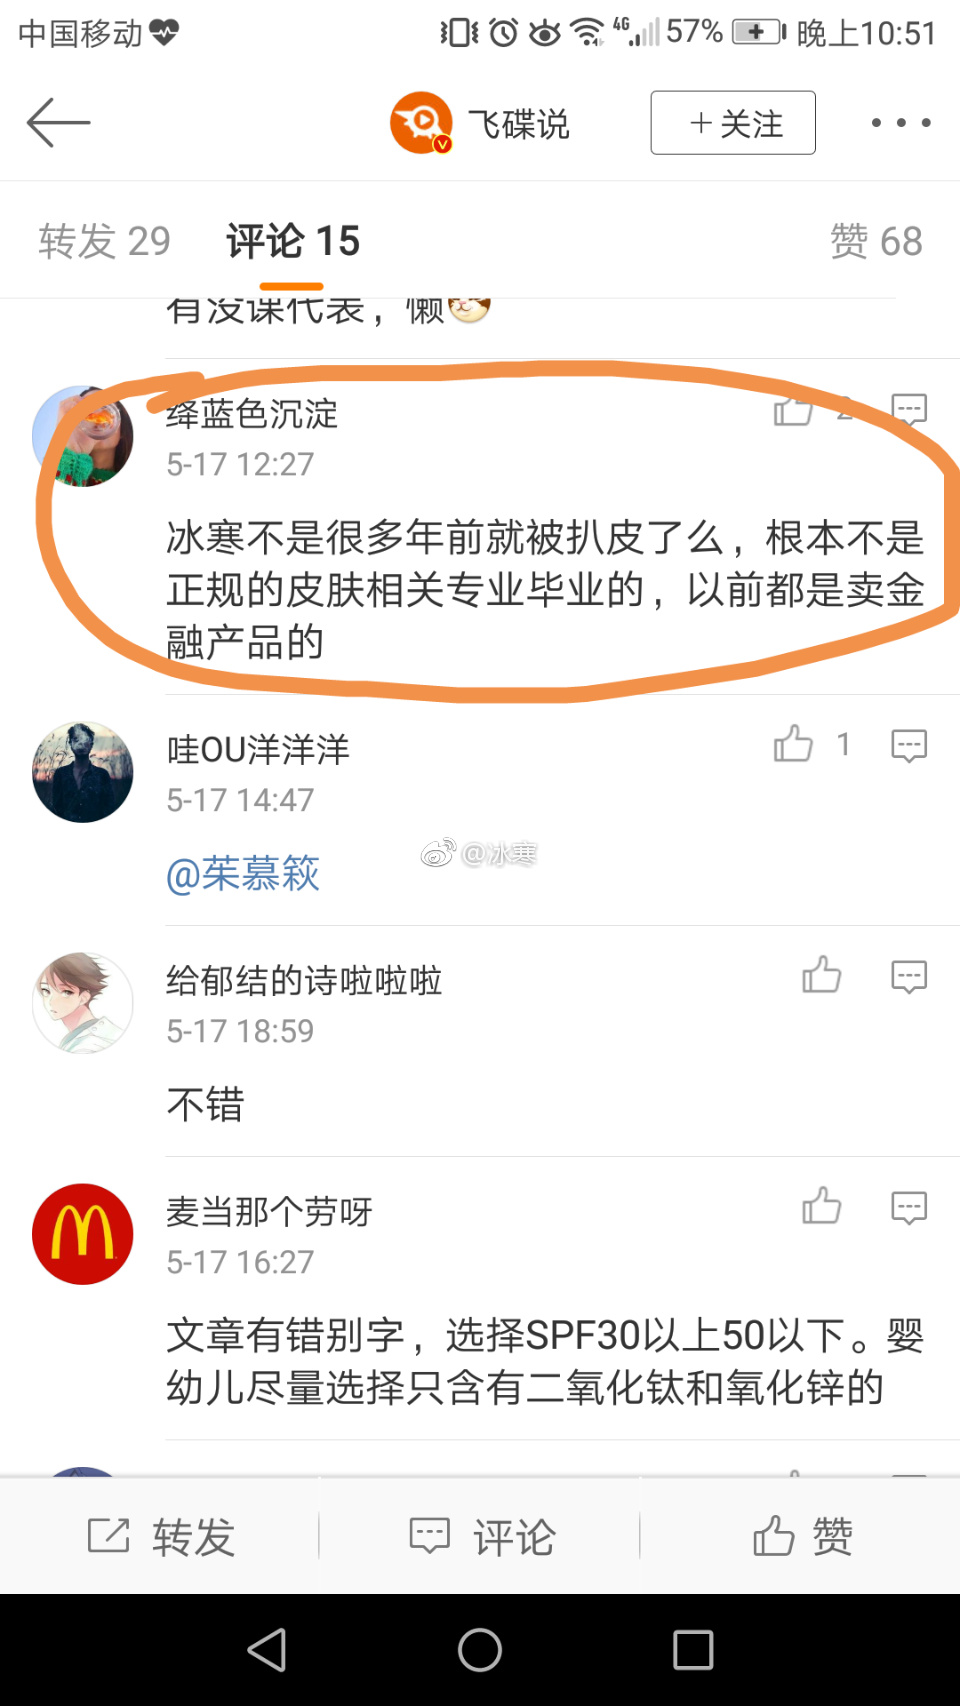 中国移动 4G 57% 晚上10:51
飞碟说 +关注
转发 29 评论 15 赞 68
有没课代表，懒
绛蓝色沉淀 2
5-17 12:27
冰寒不是很多年前就被扒皮了么，根本不是
正规的皮肤相关专业毕业的，以前都是卖金
融产品的
哇OU洋洋洋 1
5-17 14:47
@茱慕篏
@冰寒
给郁结的诗啦啦啦
5-17 18:59
不错
麦当那个劳呀
5-17 16:27
文章有错别字，选择SPF30以上50以下。婴
幼儿尽量选择只含有二氧化钛和氧化锌的
转发 评论 赞